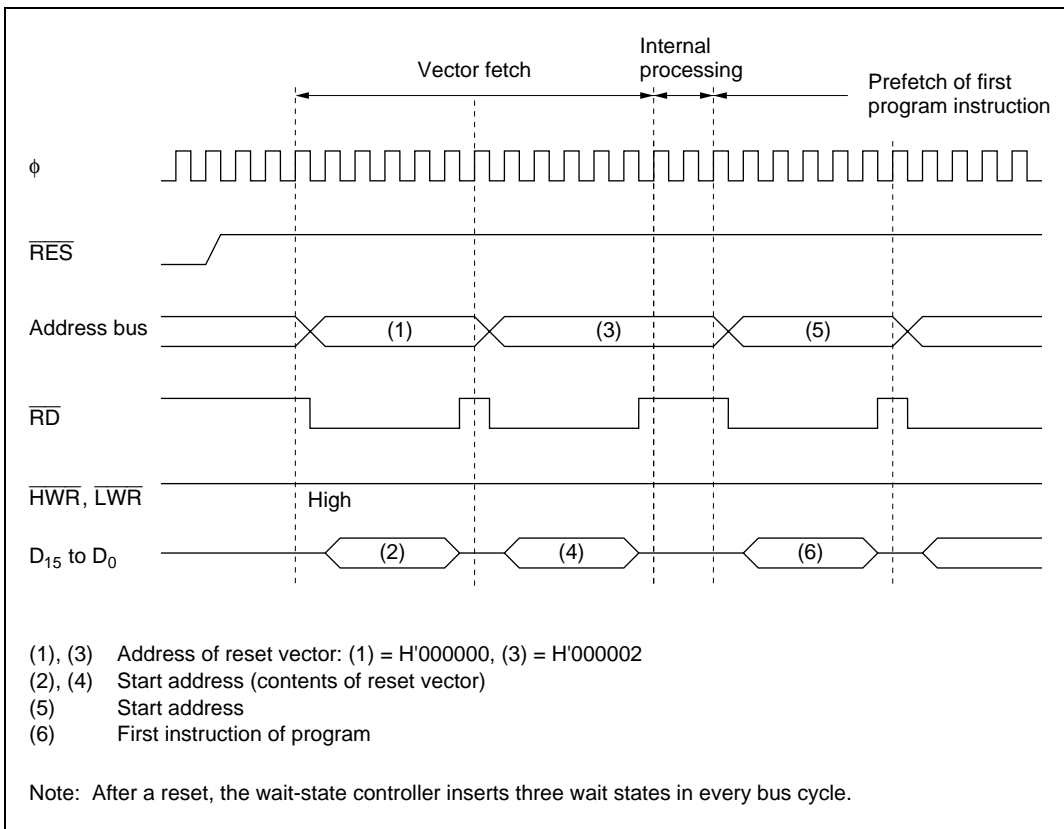 Vector fetch
Internal
processing
Prefetch of first
program instruction
φ
RES
Address bus
(1)
(3)
(5)
RD
HWR, LWR
High
D15 to D0
(2)
(4)
(6)
(1), (3) Address of reset vector: (1) = H'000000, (3) = H'000002
(2), (4) Start address (contents of reset vector)
(5) Start address
(6) First instruction of program
Note: After a reset, the wait-state controller inserts three wait states in every bus cycle.